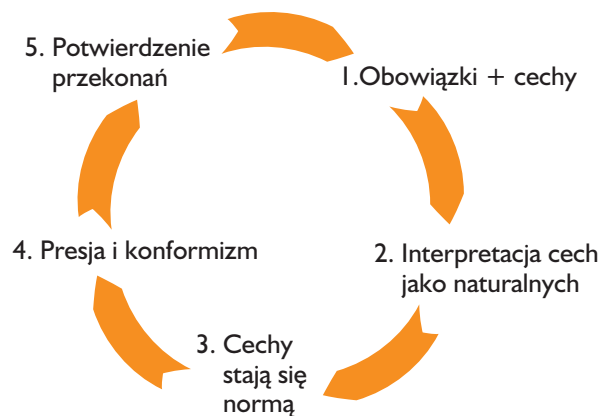 1.Obowiązki + cechy
2. Interpretacja cech
jako naturalnych
3. Cechy
stają się
normą
4. Presja i konformizm
5. Potwierdzenie
przekonań